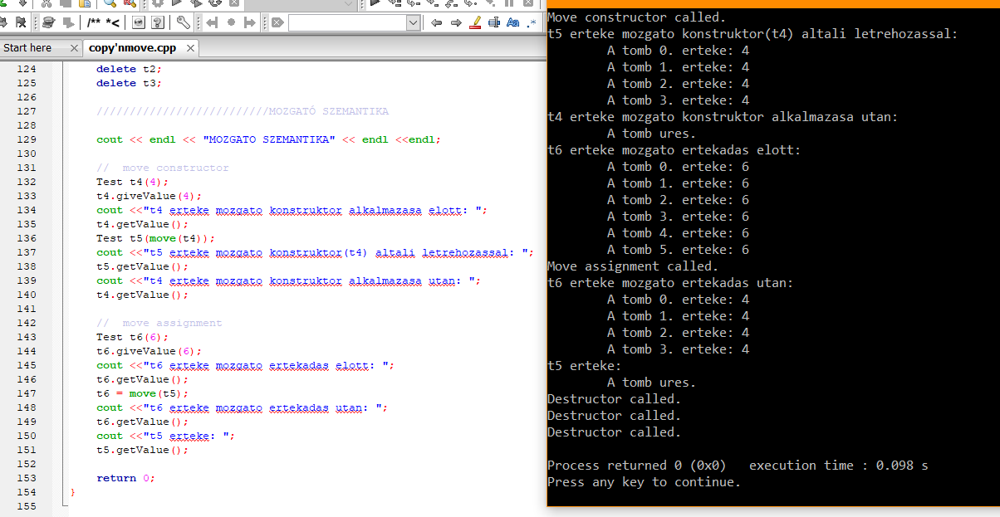 /** *<
Aa .*
Start here
copy'nmove.cpp
124 delete t2;
125 delete t3;
126
127 //////////////////////////MOZGATÓ SZEMANTIKA
128
129 cout << endl << "MOZGATO SZEMANTIKA" << endl <<endl;
130
131 //  move constructor
132 Test t4(4);
133 t4.giveValue(4);
134 cout <<"t4 erteke mozgato konstruktor alkalmazasa elott: ";
135 t4.getValue();
136 Test t5(move(t4));
137 cout <<"t5 erteke mozgato konstruktor(t4) altali letrehozassal: ";
138 t5.getValue();
139 cout <<"t4 erteke mozgato konstruktor alkalmazasa utan: ";
140 t4.getValue();
141
142 //  move assignment
143 Test t6(6);
144 t6.giveValue(6);
145 cout <<"t6 erteke mozgato ertekadas elott: ";
146 t6.getValue();
147 t6 = move(t5);
148 cout <<"t6 erteke mozgato ertekadas utan: ";
149 t6.getValue();
150 cout <<"t5 erteke: ";
151 t5.getValue();
152
153 return 0;
154 }
155
Move constructor called.
t5 erteke mozgato konstruktor(t4) altali letrehozassal:
A tomb 0. erteke: 4
A tomb 1. erteke: 4
A tomb 2. erteke: 4
A tomb 3. erteke: 4
t4 erteke mozgato konstruktor alkalmazasa utan:
A tomb ures.
t6 erteke mozgato ertekadas elott:
A tomb 0. erteke: 6
A tomb 1. erteke: 6
A tomb 2. erteke: 6
A tomb 3. erteke: 6
A tomb 4. erteke: 6
A tomb 5. erteke: 6
Move assignment called.
t6 erteke mozgato ertekadas utan:
A tomb 0. erteke: 4
A tomb 1. erteke: 4
A tomb 2. erteke: 4
A tomb 3. erteke: 4
t5 erteke:
A tomb ures.
Destructor called.
Destructor called.
Destructor called.
Process returned 0 (0x0)   execution time : 0.098 s
Press any key to continue.